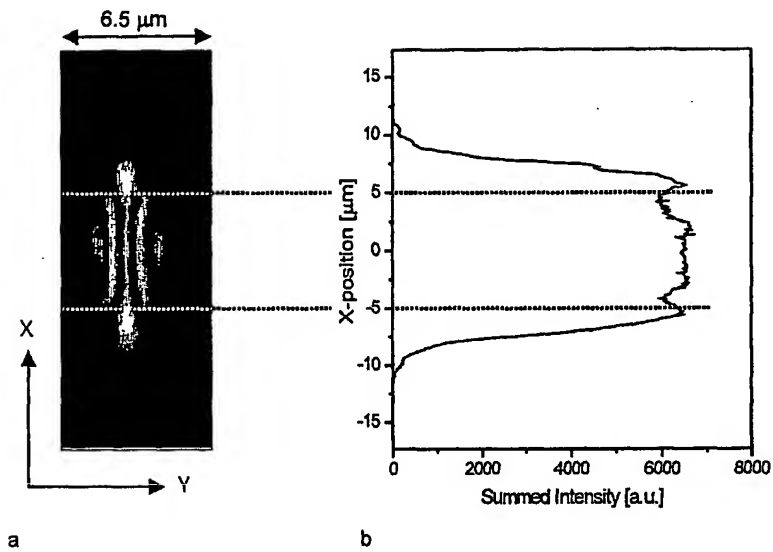 6.5 µm
X
Y
a
X-position [µm]
15
10
5
0
-5
-10
-15
0 2000 4000 6000 8000
Summed Intensity [a.u.]
b